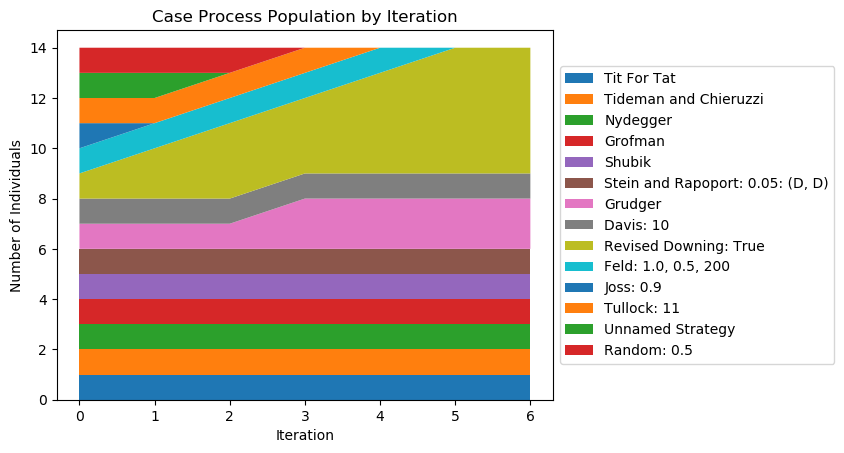 Case Process Population by Iteration
Number of Individuals
14
12
10
8
6
4
2
0
0 1 2 3 4 5 6
Iteration
Tit For Tat
Tideman and Chieruzzi
Nydegger
Grofman
Shubik
Stein and Rapoport: 0.05: (D, D)
Grudger
Davis: 10
Revised Downing: True
Feld: 1.0, 0.5, 200
Joss: 0.9
Tullock: 11
Unnamed Strategy
Random: 0.5